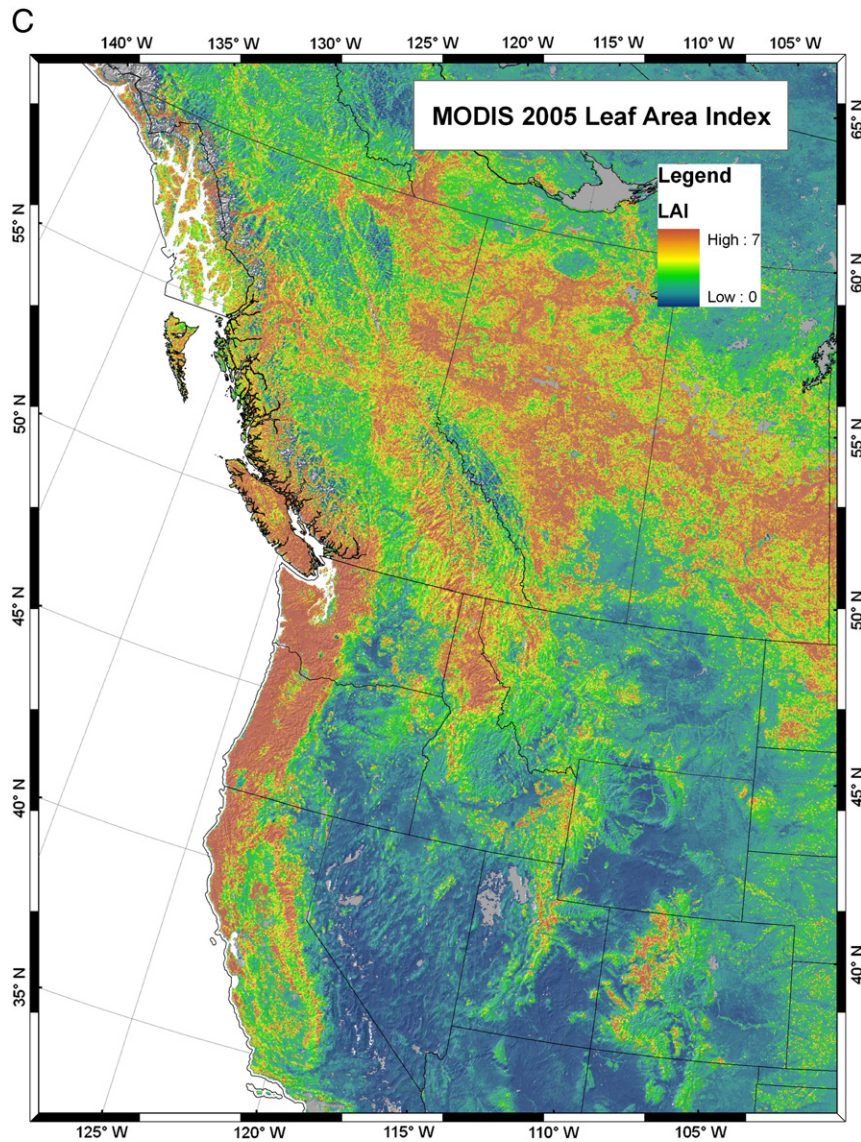 C
140° W 135° W 130° W 125° W 120° W 115° W 110° W 105° W
MODIS 2005 Leaf Area Index
Legend
LAI
High : 7
Low : 0
55° N
50° N
45° N
40° N
35° N
65° N
60° N
55° N
50° N
45° N
40° N
125° W 120° W 115° W 110° W 105° W